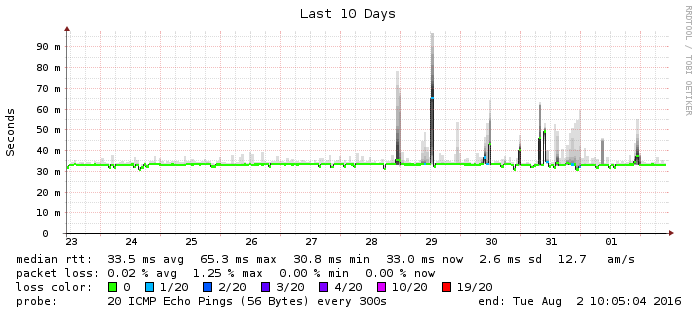 Last 10 Days
RRDTOOL / TOBI OETIKER
Seconds
90 m
80 m
70 m
60 m
50 m
40 m
30 m
20 m
10 m
0
23 24 25 26 27 28 29 30 31 01
median rtt: 33.5 ms avg 65.3 ms max 30.8 ms min 33.0 ms now 2.6 ms sd 12.7 am/s
packet loss: 0.02 % avg 1.25 % max 0.00 % min 0.00 % now
loss color: 0 1/20 2/20 3/20 4/20 10/20 19/20
probe: 20 ICMP Echo Pings (56 Bytes) every 300s end: Tue Aug 2 10:05:04 2016